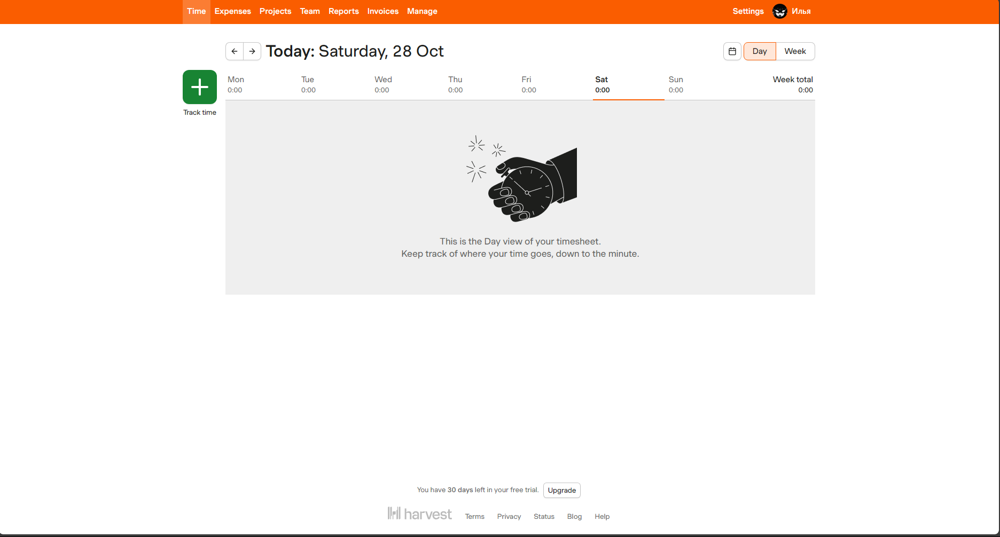 Time Expenses Projects Team Reports Invoices Manage Settings Илья
Today: Saturday, 28 Oct
Day Week
Mon Tue Wed Thu Fri Sat Sun Week total
0:00 0:00 0:00 0:00 0:00 0:00 0:00 0:00
Track time
This is the Day view of your timesheet.
Keep track of where your time goes, down to the minute.
You have 30 days left in your free trial. Upgrade
harvest Terms Privacy Status Blog Help